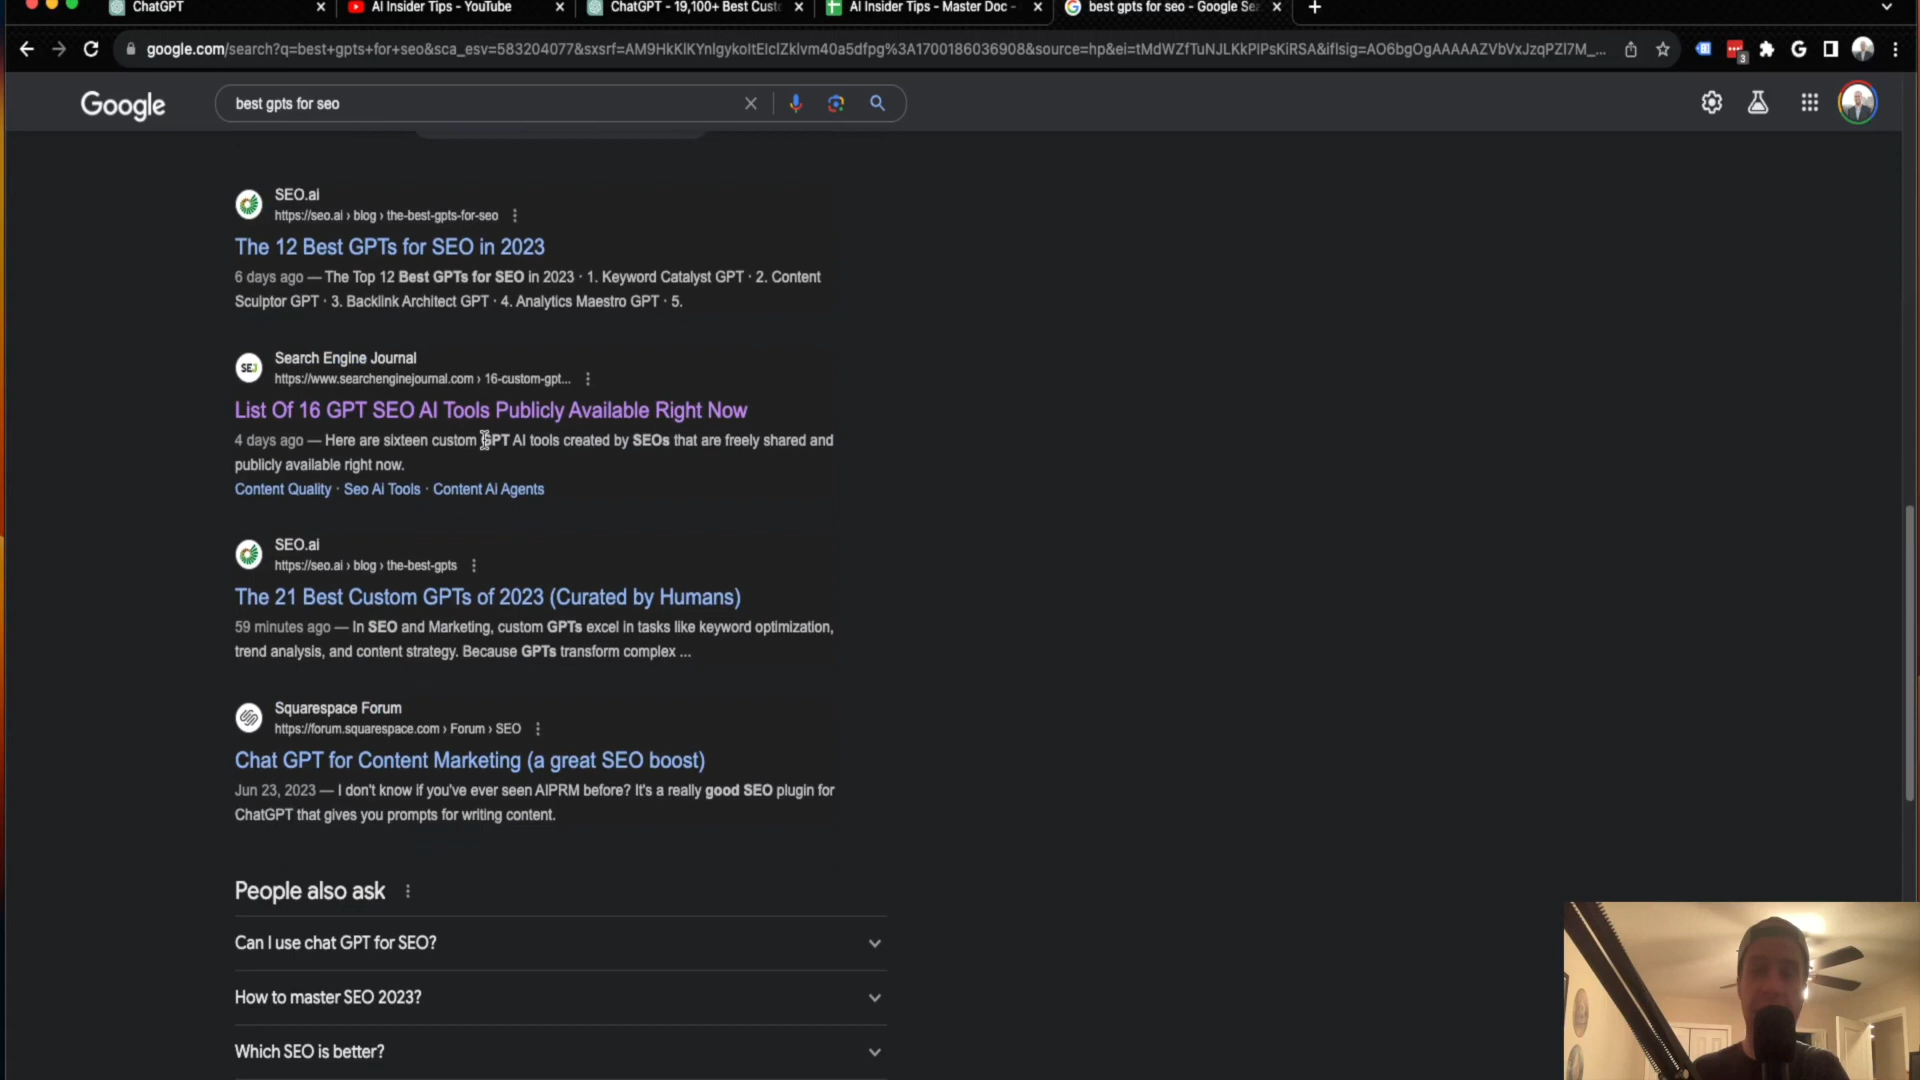 ChatGPT
AI Insider Tips - YouTube
ChatGPT - 19,100+ Best Cust
AI Insider Tips - Master Doc -
best gpts for seo - Google Se
google.com/search?q=best+gpts+for+seo&sca_esv=583204077&sxsrf=
3
Google
best gpts for seo
SEO.ai
https://seo.ai › blog › the-best-gpts-for-seo
The 12 Best GPTs for SEO in 2023
6 days ago — The Top 12 Best GPTs for SEO in 2023 · 1. Keyword Catalyst GPT · 2. Content
Sculptor GPT · 3. Backlink Architect GPT · 4. Analytics Maestro GPT · 5.
SEJ
Search Engine Journal
https://www.searchenginejournal.com › 16-custom-gpt...
List Of 16 GPT SEO AI Tools Publicly Available Right Now
4 days ago — Here are sixteen custom GPT AI tools created by SEOs that are freely shared and
publicly available right now.
Content Quality · Seo Ai Tools · Content Ai Agents
SEO.ai
https://seo.ai › blog › the-best-gpts
The 21 Best Custom GPTs of 2023 (Curated by Humans)
59 minutes ago — In SEO and Marketing, custom GPTs excel in tasks like keyword optimization,
trend analysis, and content strategy. Because GPTs transform complex ...
Squarespace Forum
https://forum.squarespace.com › Forum › SEO
Chat GPT for Content Marketing (a great SEO boost)
Jun 23, 2023 — I don't know if you've ever seen AIPRM before? It's a really good SEO plugin for
ChatGPT that gives you prompts for writing content.
People also ask
Can I use chat GPT for SEO?
How to master SEO 2023?
Which SEO is better?